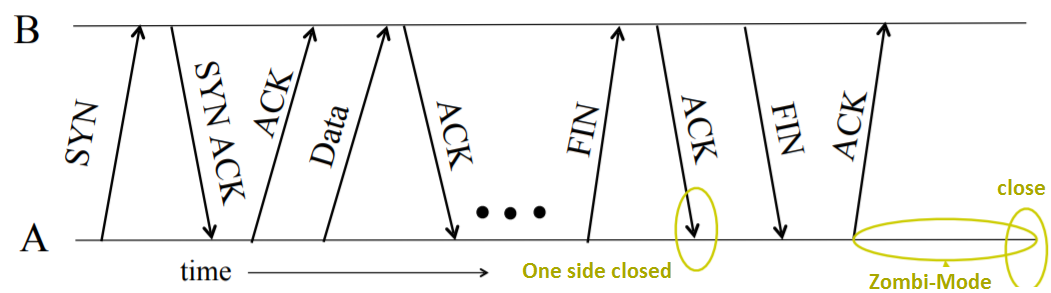 B
SYN
SYN ACK
ACK
Data
ACK
FIN
ACK
FIN
ACK
close
A
time
One side closed
Zombi-Mode